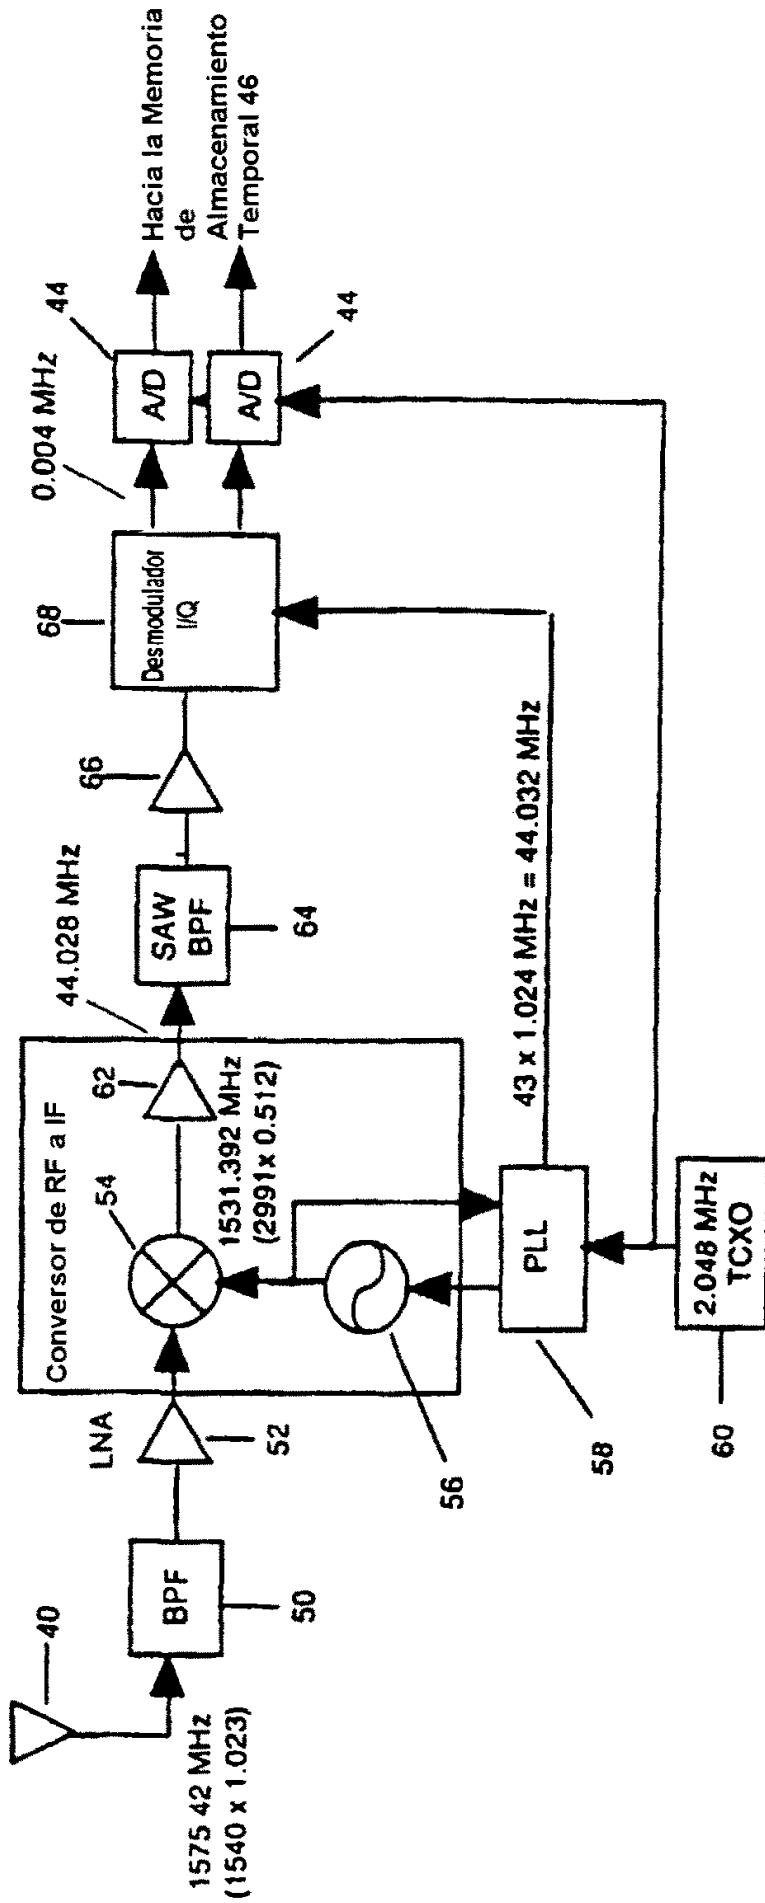 40
1575 42 MHz
(1540 x 1.023)
BPF
50
LNA
52
Conversor de RF a IF
54
62
1531.392 MHz
(2991x 0.512)
56
44.028 MHz
SAW
BPF
64
66
68
Desmodulador
I/Q
0.004 MHz
44
A/D
A/D
44
Hacia la Memoria
de
Almacenamiento
Temporal 46
PLL
58
43 x 1.024 MHz = 44.032 MHz
2.048 MHz
TCXO
60